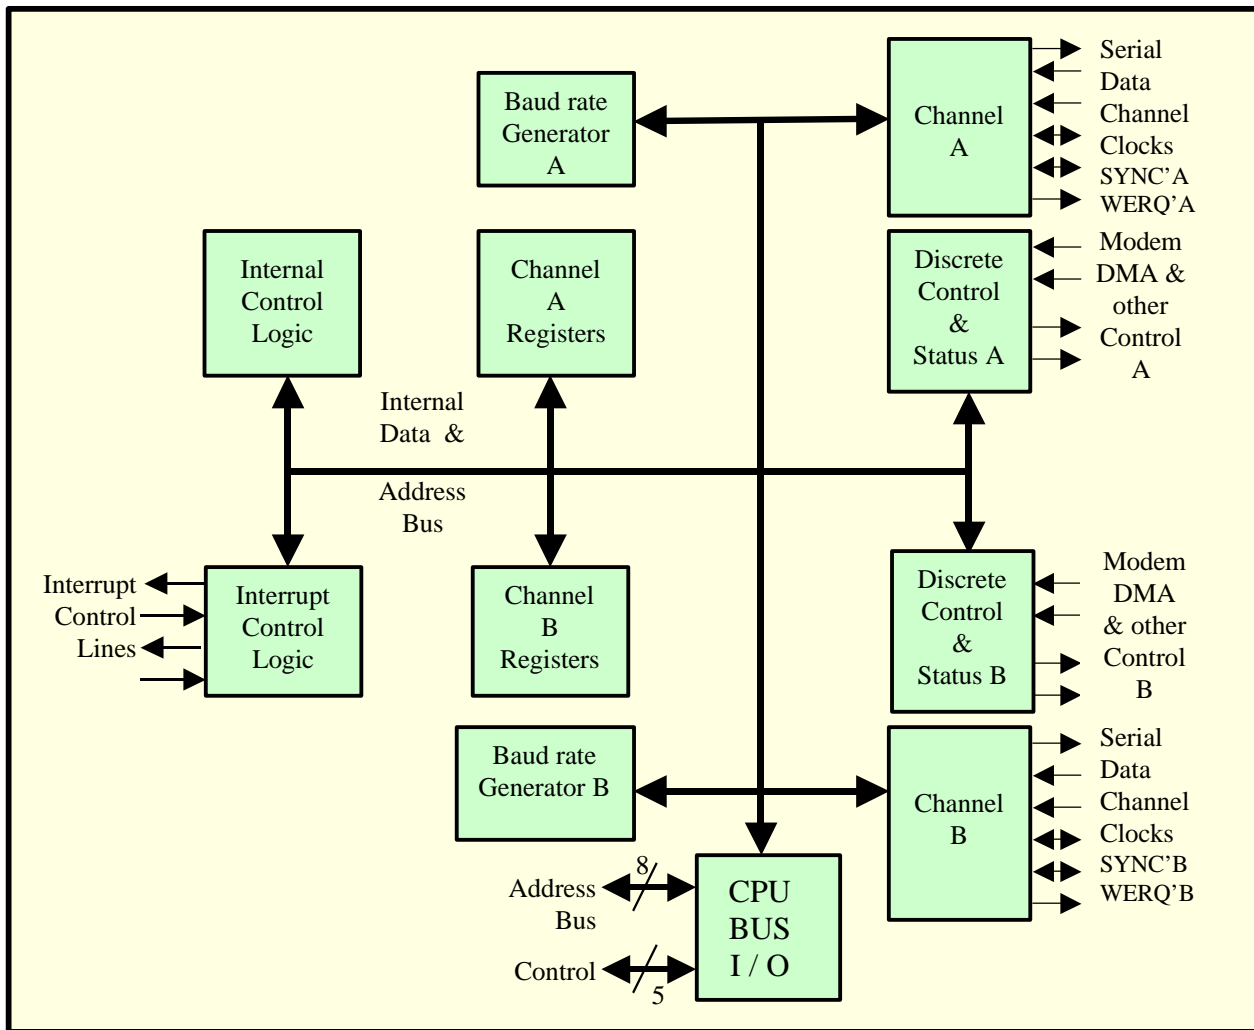 Baud rate
Generator
A
Channel
A
Serial
Data
Channel
Clocks
SYNC’A
WERQ’A
Internal
Control
Logic
Channel
A
Registers
Discrete
Control
&
Status A
Modem
DMA &
other
Control
A
Internal
Data &
Address
Bus
Interrupt
Control
Lines
Interrupt
Control
Logic
Channel
B
Registers
Discrete
Control
&
Status B
Modem
DMA
& other
Control
B
Baud rate
Generator B
Channel
B
Serial
Data
Channel
Clocks
SYNC’B
WERQ’B
8
Address
Bus
Control
5
CPU
BUS
I / O